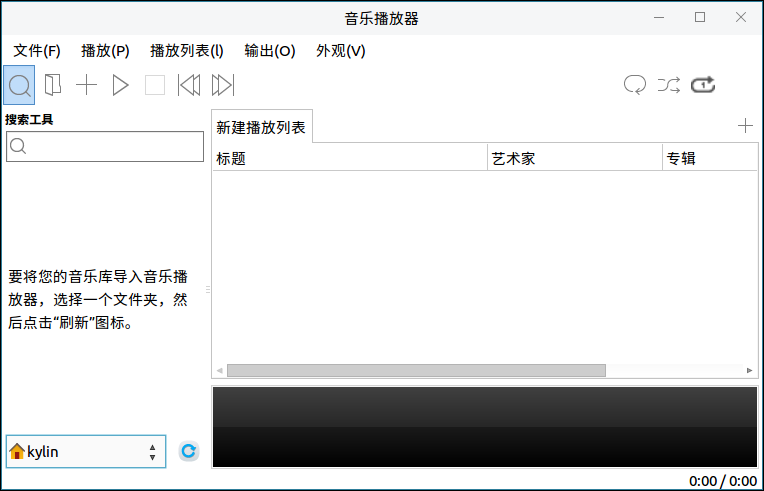 音乐播放器
文件(F) 播放(P) 播放列表(l) 输出(O) 外观(V)
1
搜索工具
新建播放列表
标题 艺术家 专辑
要将您的音乐库导入音乐播
放器，选择一个文件夹，然
后点击“刷新”图标。
kylin
0:00 / 0:00